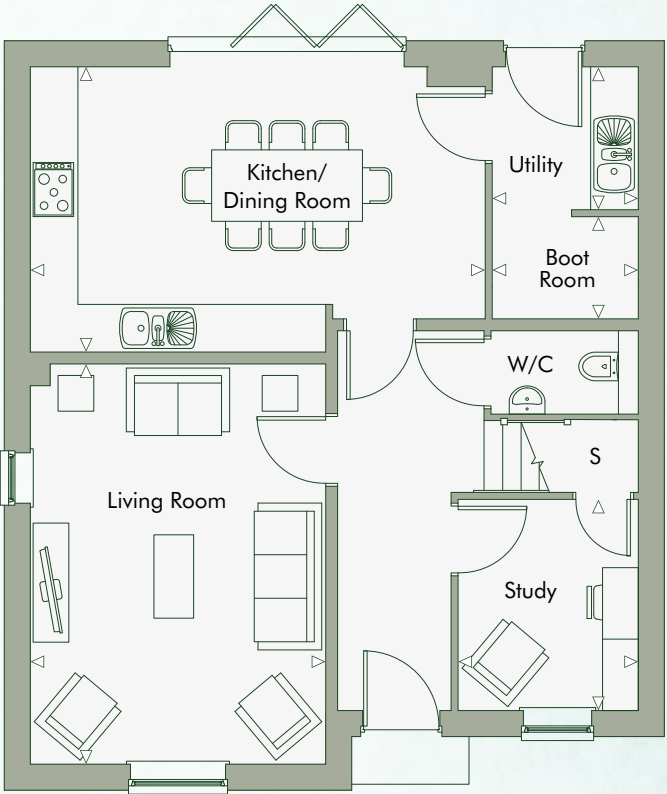 Kitchen/
Dining Room
Utility
Boot
Room
W/C
S
Living Room
Study